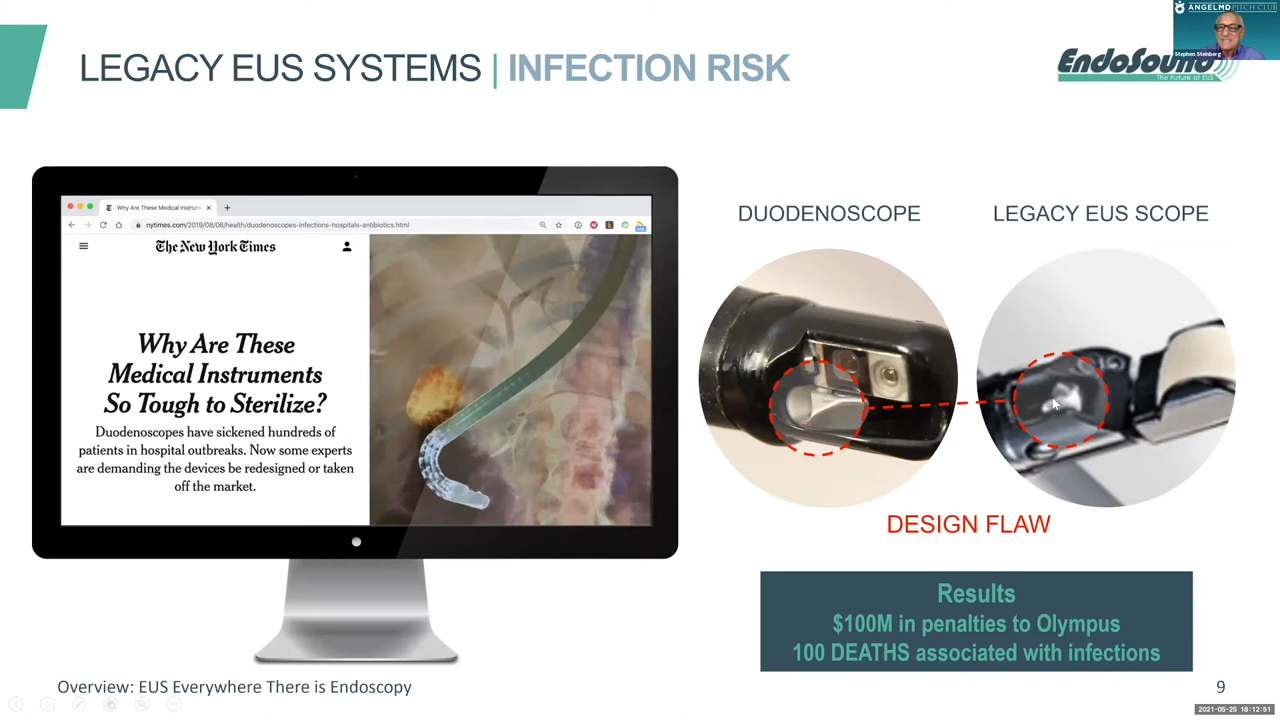 ANGELMD PITCH CLUB
Stephen Steinberg
LEGACY EUS SYSTEMS | INFECTION RISK
EndoSound
The Future of EUS
Why Are These Medical Instrum
nytimes.com/2019/08/06/health/duodenoscopes-infections-hospitals-antibiotics.html
The New York Times
Why Are These
Medical Instruments
So Tough to Sterilize?
Duodenoscopes have sickened hundreds of
patients in hospital outbreaks. Now some experts
are demanding the devices be redesigned or taken
off the market.
DUODENOSCOPE
LEGACY EUS SCOPE
DESIGN FLAW
Results
$100M in penalties to Olympus
100 DEATHS associated with infections
Overview: EUS Everywhere There is Endoscopy
9
2021-05-25 18:12:51